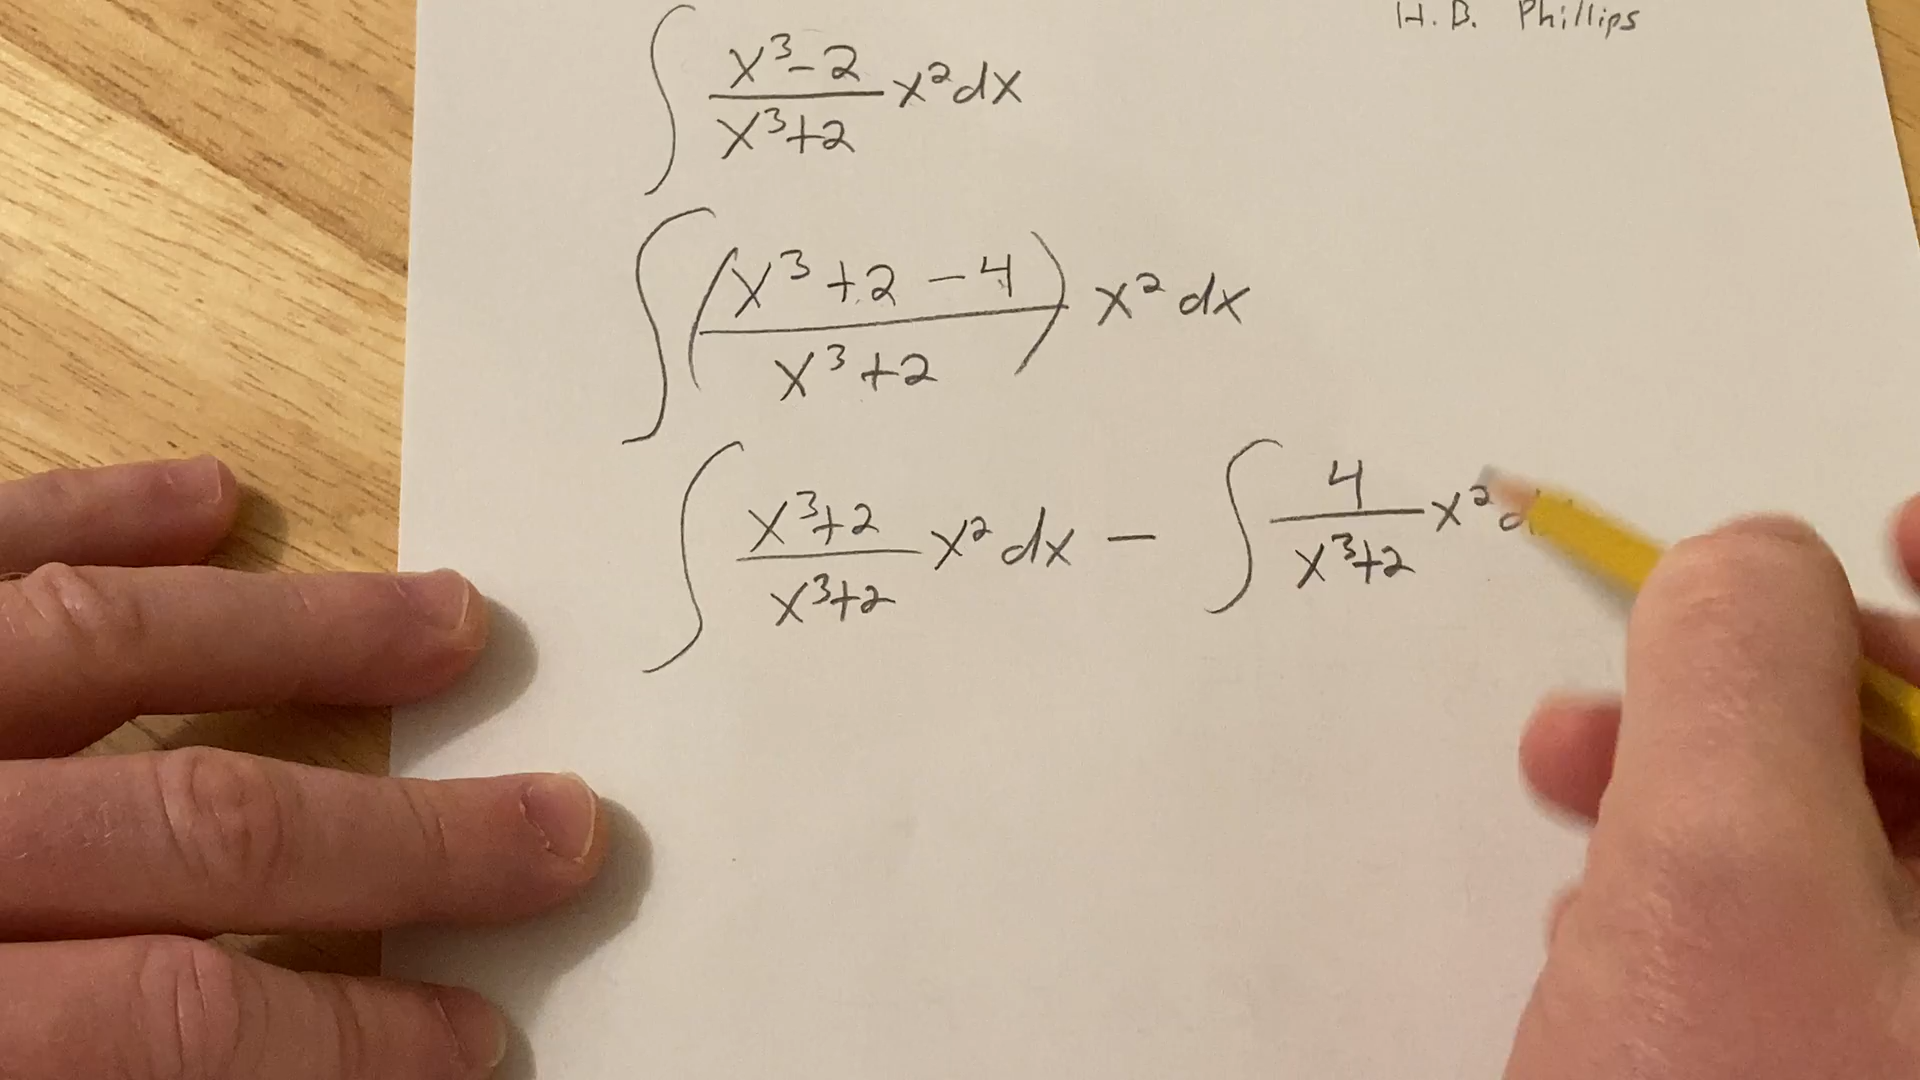 H.B. Phillips
∫ (x³-2)/(x³+2) x² dx
∫ ((x³+2-4)/(x³+2)) x² dx
∫ (x³+2)/(x³+2) x² dx - ∫ 4/(x³+2) x² d